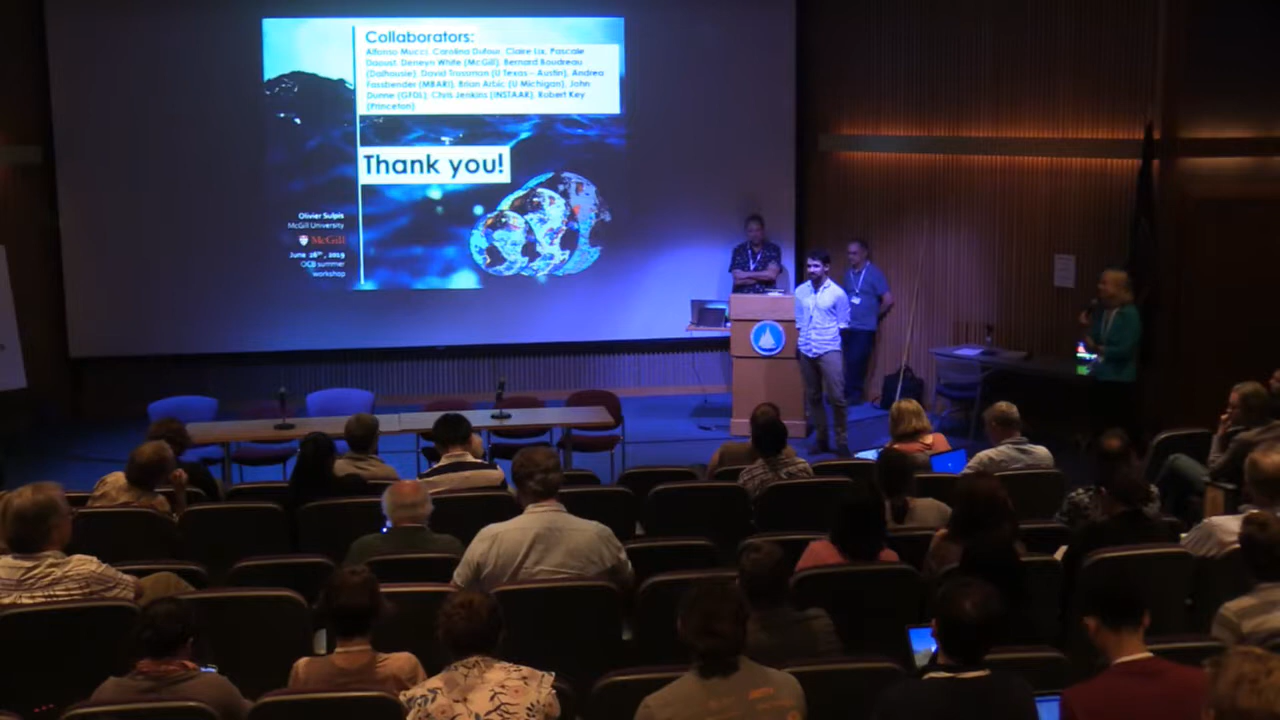 Collaborators:
Alfonso Mucci, Carolina Dufour, Claire Lix, Pascale
Daoust, Deneyn White (McGill), Bernard Boudreau
(Dalhousie), David Trossman (U Texas – Austin), Andrea
Fassbender (MBARI), Brian Arbic (U Michigan), John
Dunne (GFDL), Chris Jenkins (INSTAAR), Robert Key
(Princeton)
Thank you!
Olivier Sulpis
McGill University
McGill
June 26th, 2019
OCB summer
workshop